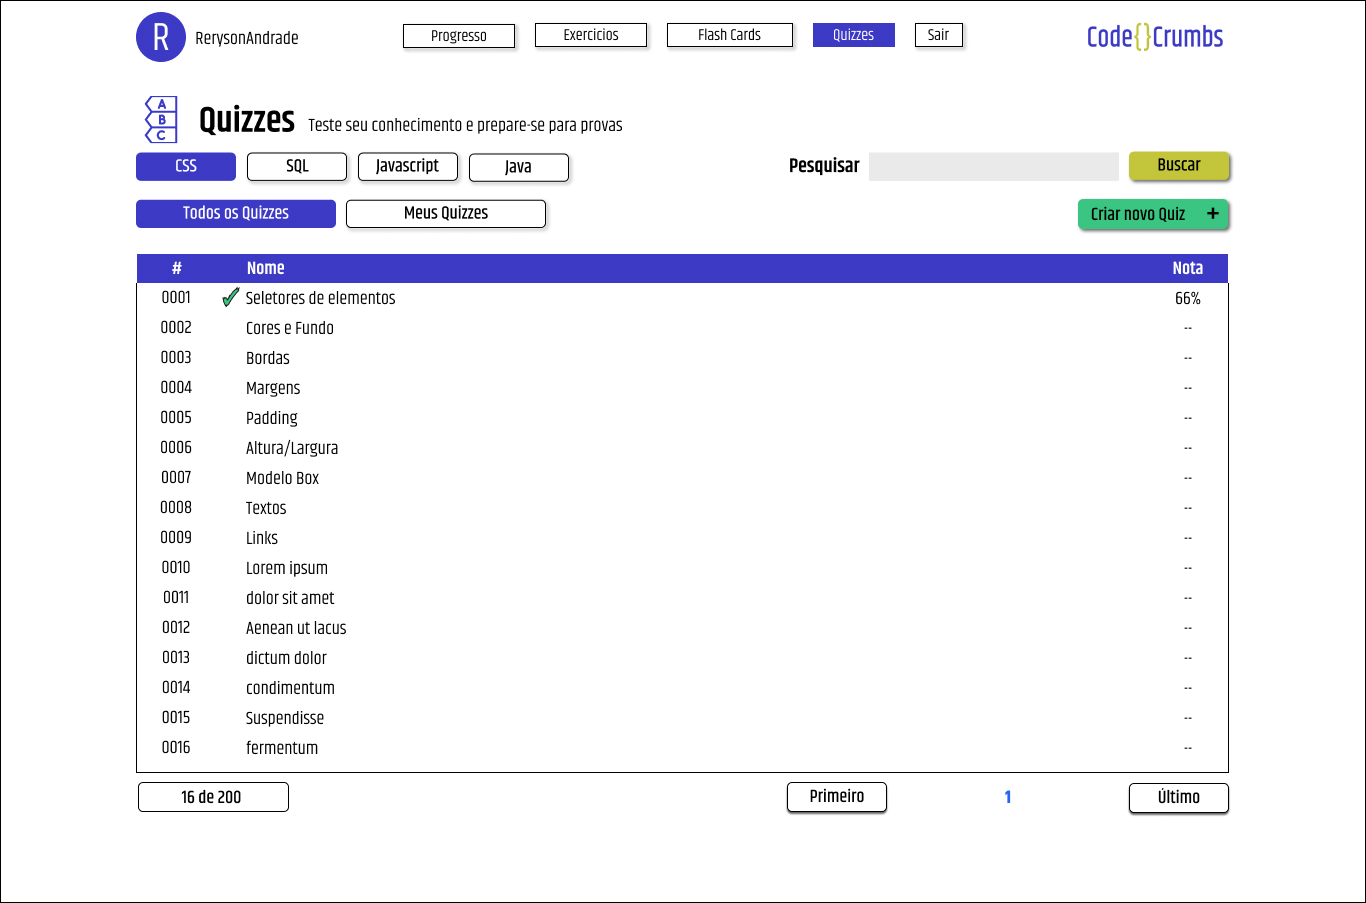 R RerysonAndrade Progresso Exercicios Flash Cards Quizzes Sair Code{}Crumbs
A
B
C
Quizzes Teste seu conhecimento e prepare-se para provas
CSS SQL Javascript Java Pesquisar Buscar
Todos os Quizzes Meus Quizzes Criar novo Quiz +
# Nome Nota
0001 Seletores de elementos 66%
0002 Cores e Fundo --
0003 Bordas --
0004 Margens --
0005 Padding --
0006 Altura/Largura --
0007 Modelo Box --
0008 Textos --
0009 Links --
0010 Lorem ipsum --
0011 dolor sit amet --
0012 Aenean ut lacus --
0013 dictum dolor --
0014 condimentum --
0015 Suspendisse --
0016 fermentum --
16 de 200 Primeiro 1 Último